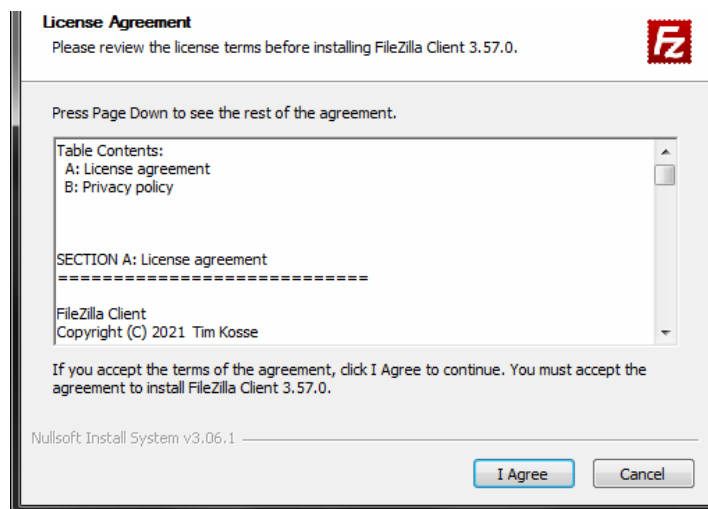 License Agreement
Please review the license terms before installing FileZilla Client 3.57.0.
Fz
Press Page Down to see the rest of the agreement.
Table Contents:
A: License agreement
B: Privacy policy
SECTION A: License agreement
=============================
FileZilla Client
Copyright (C) 2021 Tim Kosse
If you accept the terms of the agreement, click I Agree to continue. You must accept the
agreement to install FileZilla Client 3.57.0.
Nullsoft Install System v3.06.1
I Agree
Cancel